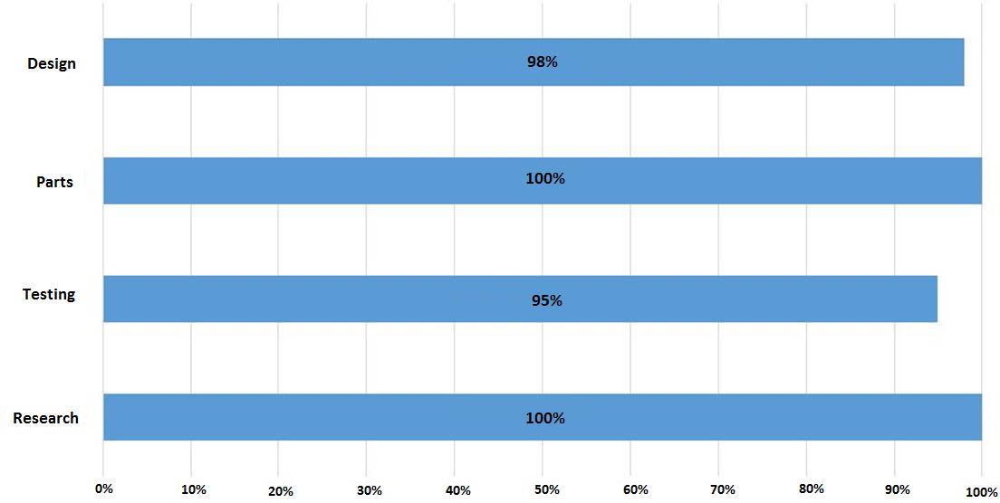 Design 98%
Parts 100%
Testing 95%
Research 100%
0% 10% 20% 30% 40% 50% 60% 70% 80% 90% 100%